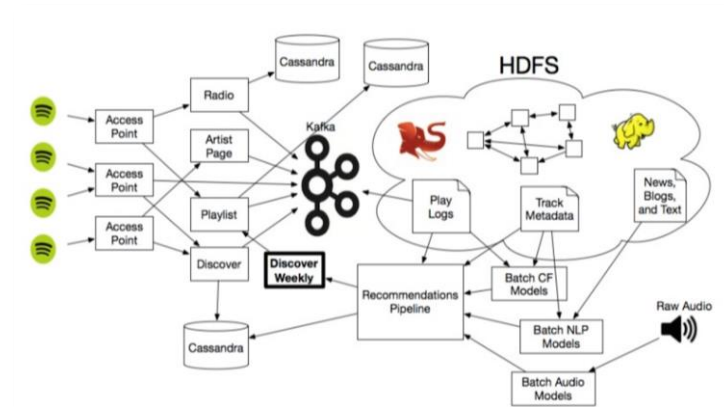 Cassandra
Cassandra
HDFS
Radio
Kafka
Access
Point
Artist
Page
Access
Point
Play
Logs
Track
Metadata
News,
Blogs,
and Text
Playlist
Access
Point
Discover
Discover
Weekly
Recommendations
Pipeline
Batch CF
Models
Raw Audio
Batch NLP
Models
Cassandra
Batch Audio
Models